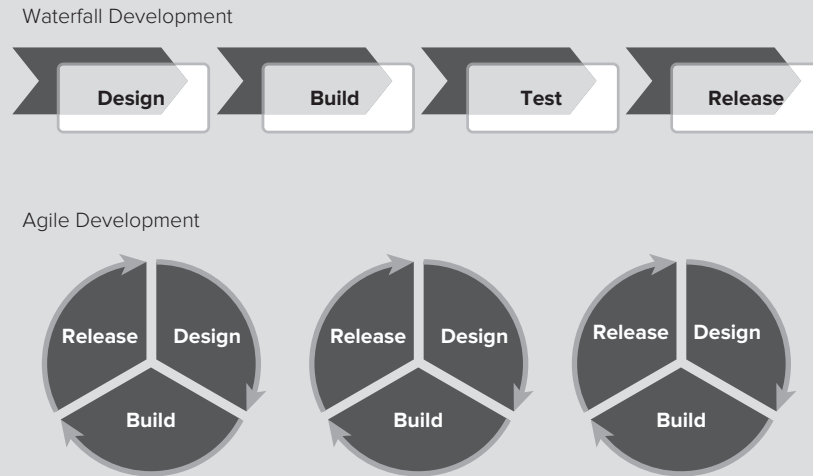 Waterfall Development
Design
Build
Test
Release
Agile Development
Release
Design
Build
Release
Design
Build
Release
Design
Build